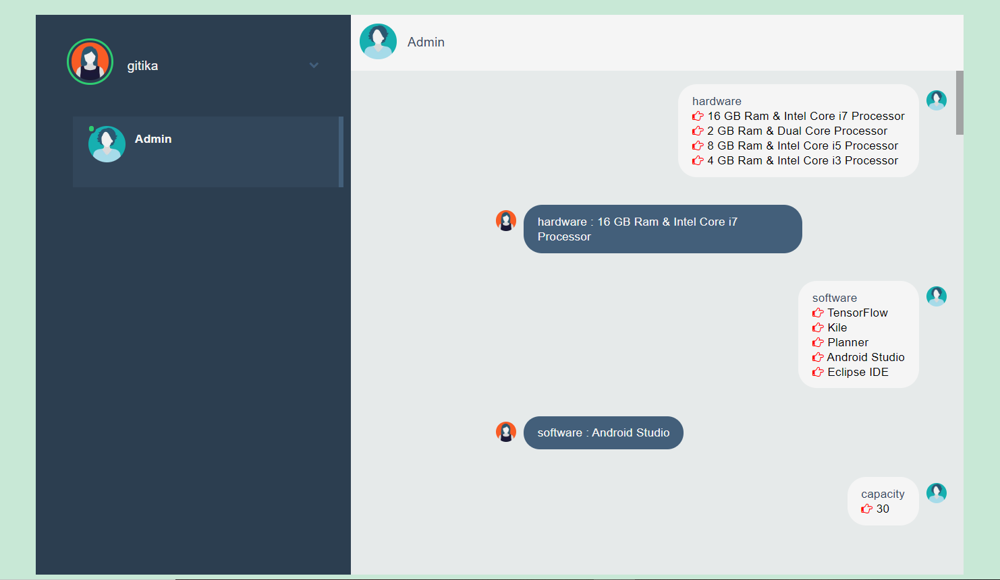 gitika
Admin
Admin
hardware
16 GB Ram & Intel Core i7 Processor
2 GB Ram & Dual Core Processor
8 GB Ram & Intel Core i5 Processor
4 GB Ram & Intel Core i3 Processor
hardware : 16 GB Ram & Intel Core i7
Processor
software
TensorFlow
Kile
Planner
Android Studio
Eclipse IDE
software : Android Studio
capacity
30